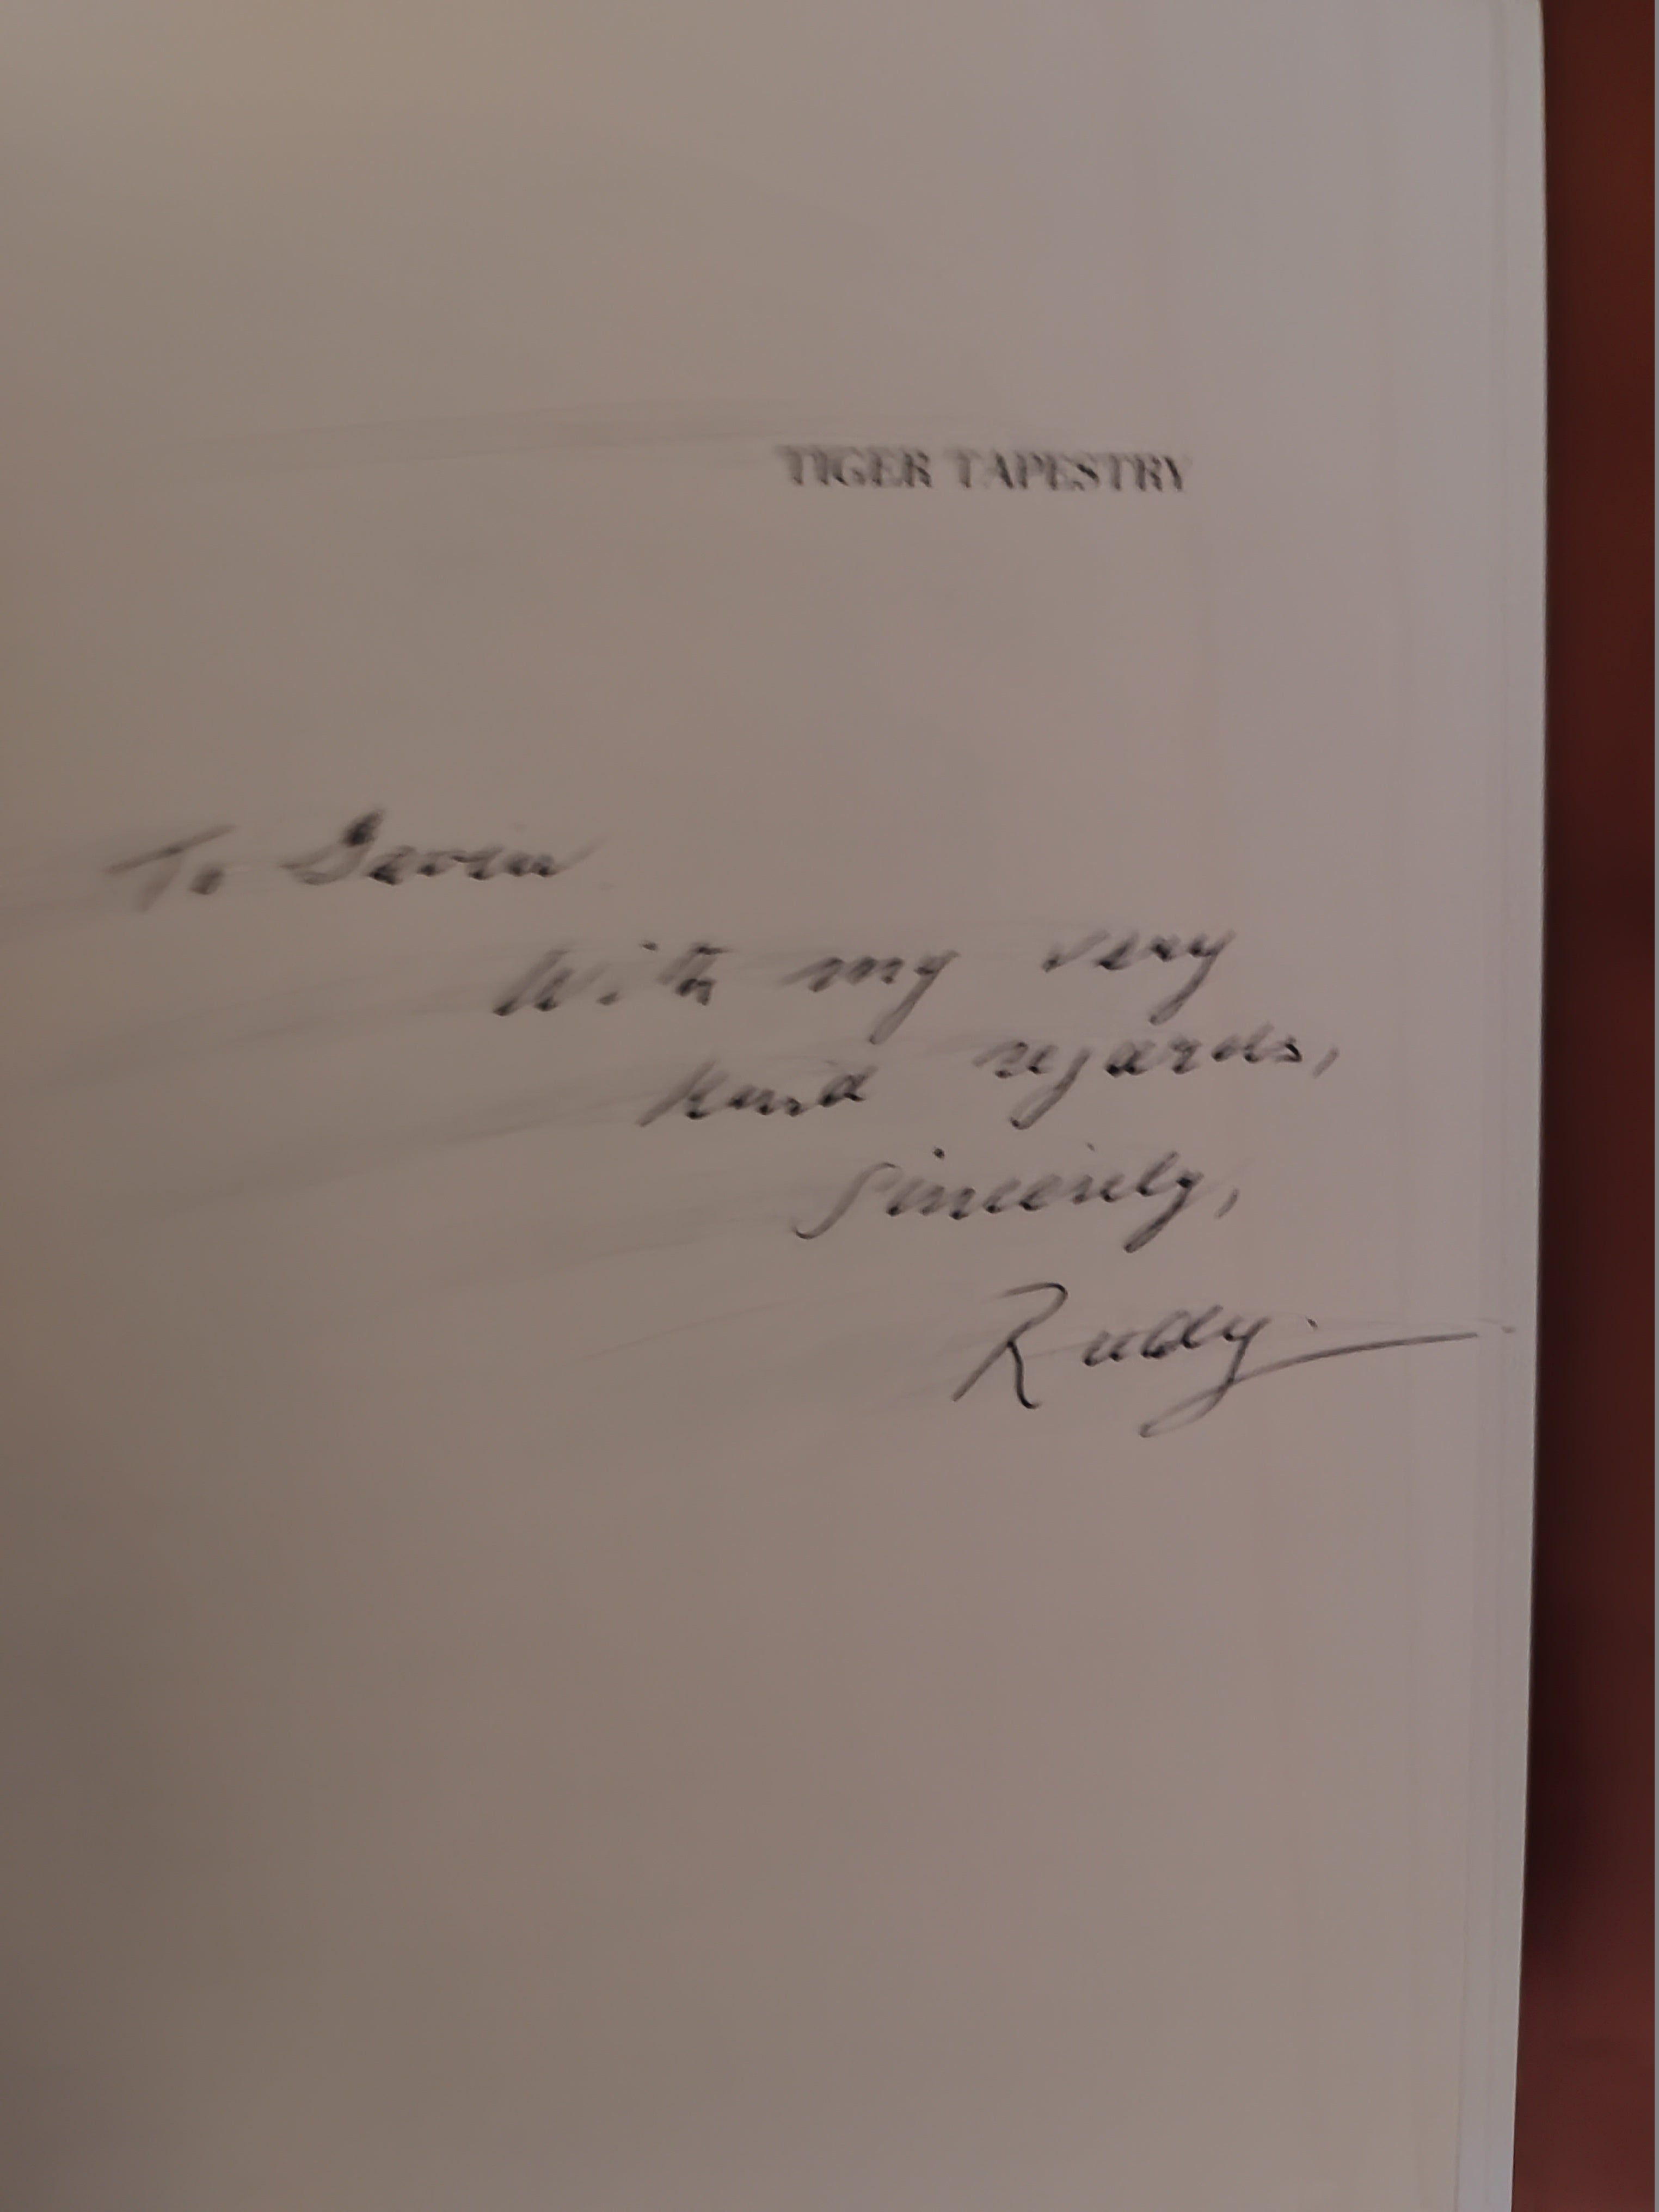 TIGER TAPESTRY
To Gavin
With my very
kind regards,
Sincerely,
Rudy.